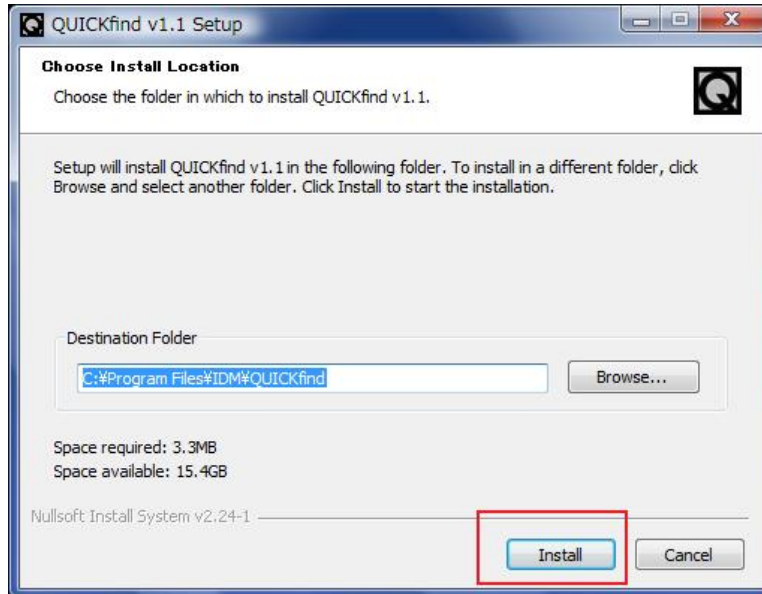 QUICKfind v1.1 Setup
Choose Install Location
Choose the folder in which to install QUICKfind v1.1.
Setup will install QUICKfind v1.1 in the following folder. To install in a different folder, click
Browse and select another folder. Click Install to start the installation.
Destination Folder
C:¥Program Files¥IDM¥QUICKfind
Browse...
Space required: 3.3MB
Space available: 15.4GB
Nullsoft Install System v2.24-1
Install
Cancel